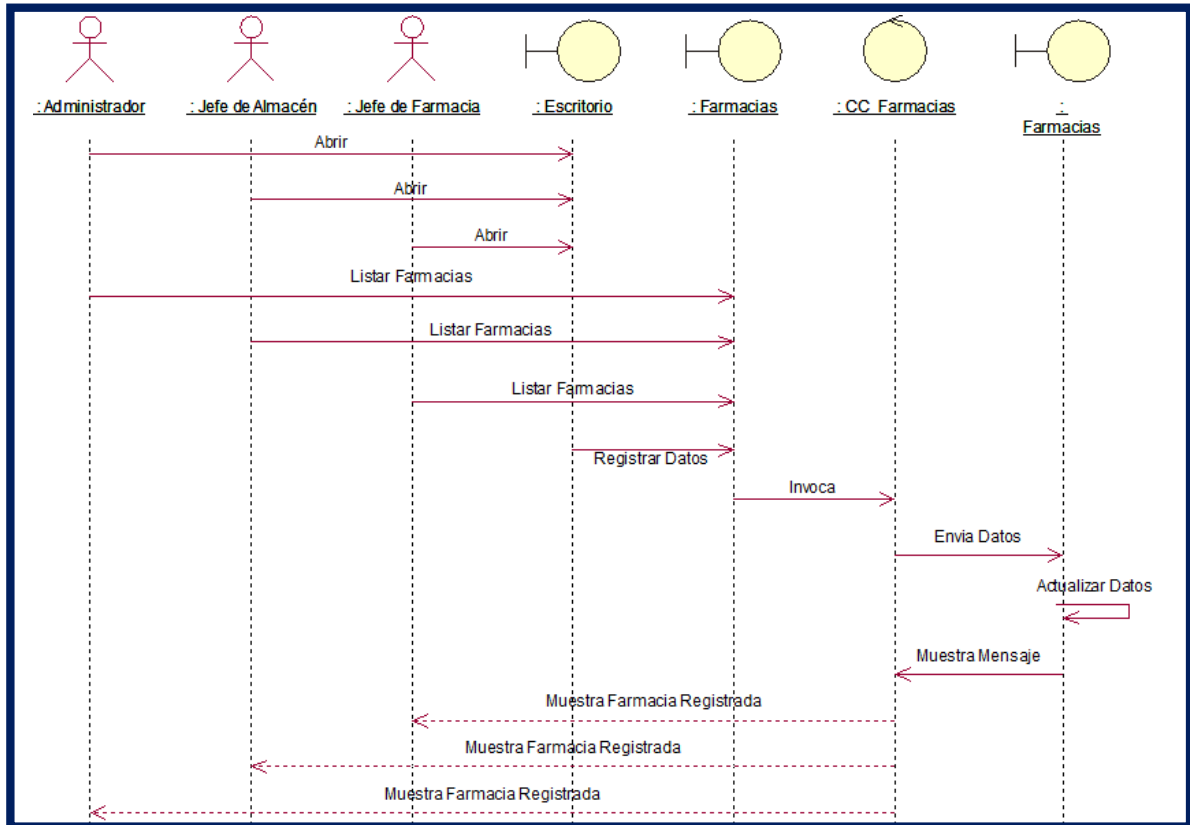 : Administrador
: Jefe de Almacén
: Jefe de Farmacia
: Escritorio
: Farmacias
: CC_Farmacias
:
Farmacias
Abrir
Abrir
Abrir
Listar Farmacias
Listar Farmacias
Listar Farmacias
Registrar Datos
Invoca
Envia Datos
Actualizar Datos
Muestra Mensaje
Muestra Farmacia Registrada
Muestra Farmacia Registrada
Muestra Farmacia Registrada